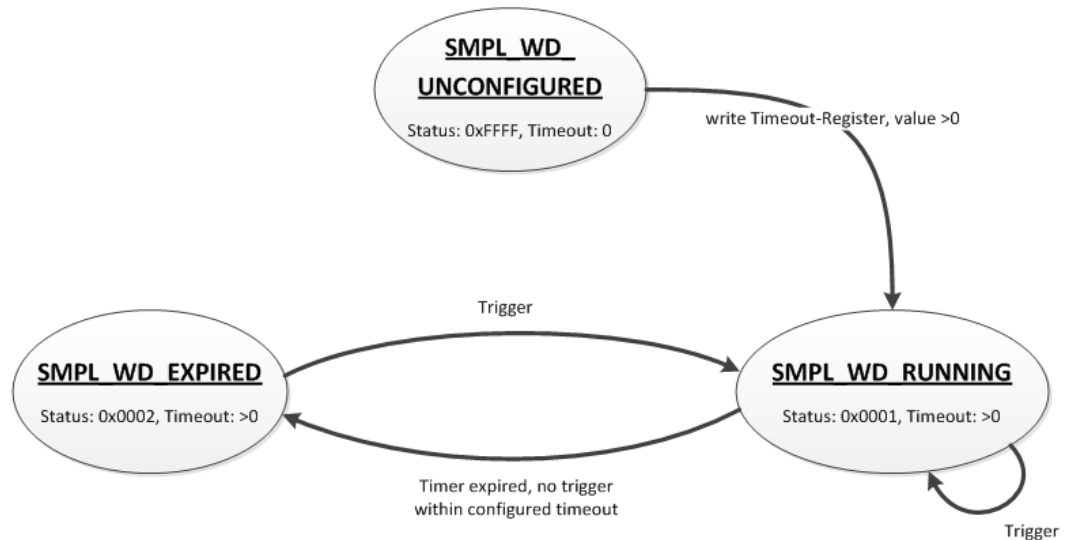 SMPL_WD_
UNCONFIGURED
Status: 0xFFFF, Timeout: 0
write Timeout-Register, value >0
Trigger
SMPL_WD_EXPIRED
Status: 0x0002, Timeout: >0
SMPL_WD_RUNNING
Status: 0x0001, Timeout: >0
Timer expired, no trigger
within configured timeout
Trigger